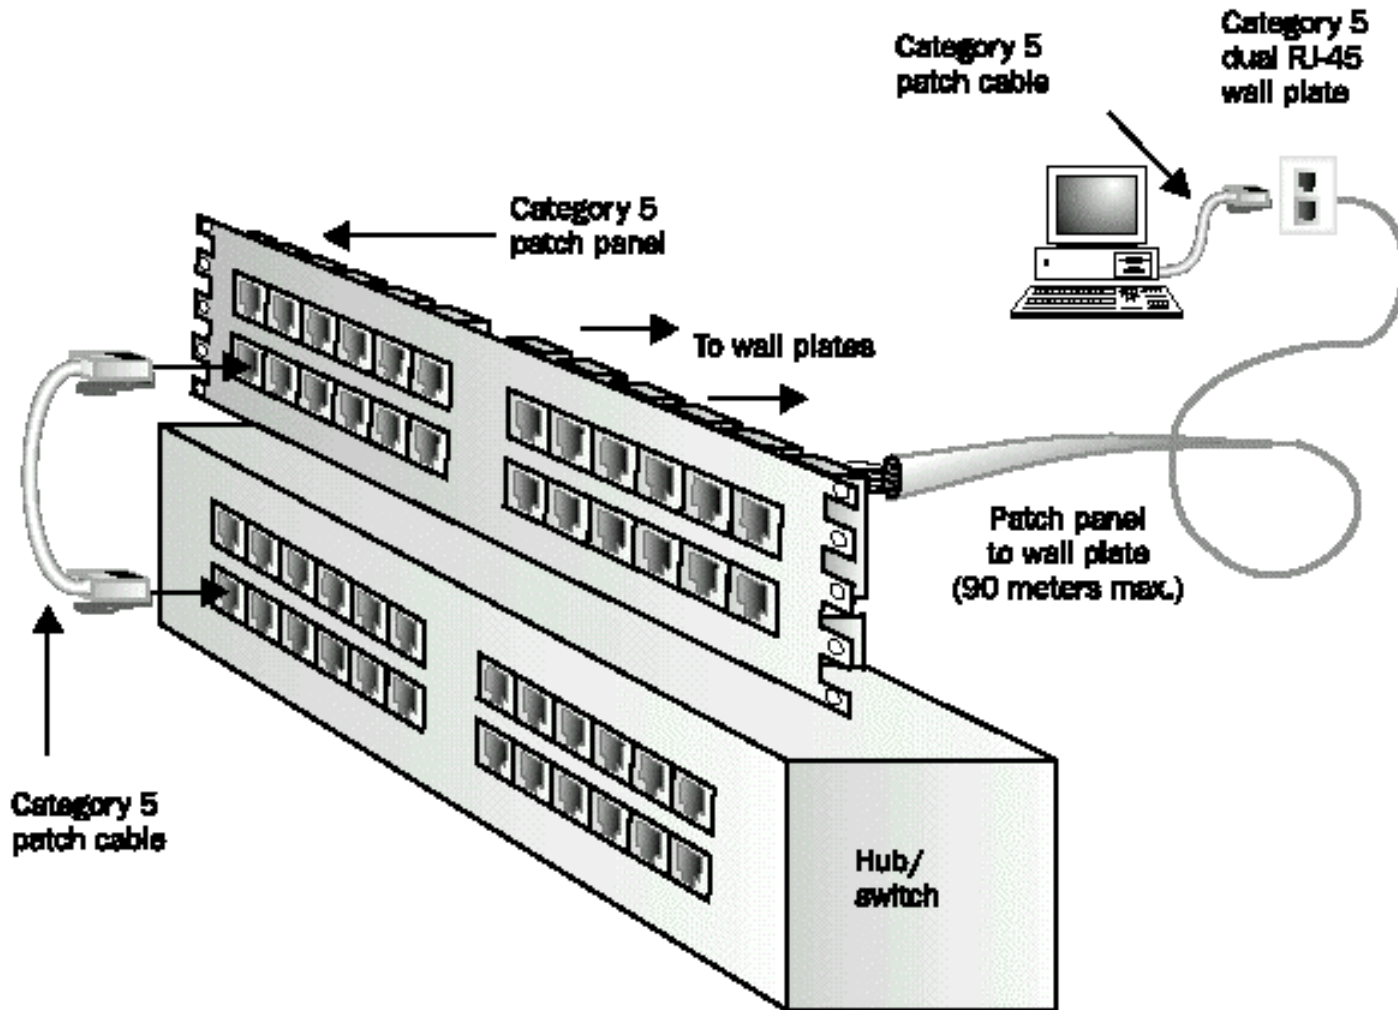 Category 5
patch cable
Category 5
dual RJ-45
wall plate
Category 5
patch panel
To wall plates
Patch panel
to wall plate
(90 meters max.)
Category 5
patch cable
Hub/
switch